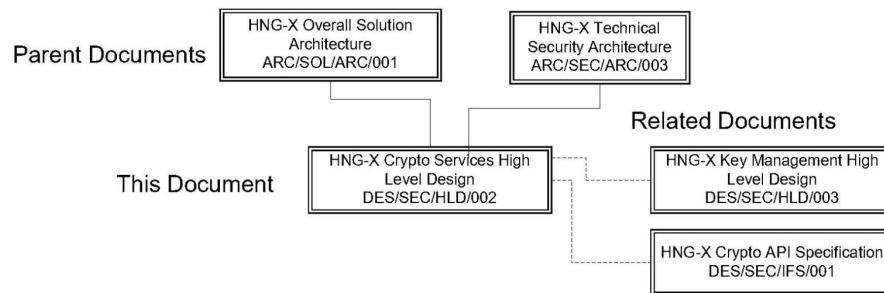 HNG-X Overall Solution
Architecture
ARC/SOL/ARC/001
HNG-X Technical
Security Architecture
ARC/SEC/ARC/003
Parent Documents
Related Documents
HNG-X Crypto Services High
Level Design
DES/SEC/HLD/002
HNG-X Key Management High
Level Design
DES/SEC/HLD/003
This Document
HNG-X Crypto API Specification
DES/SEC/IFS/001